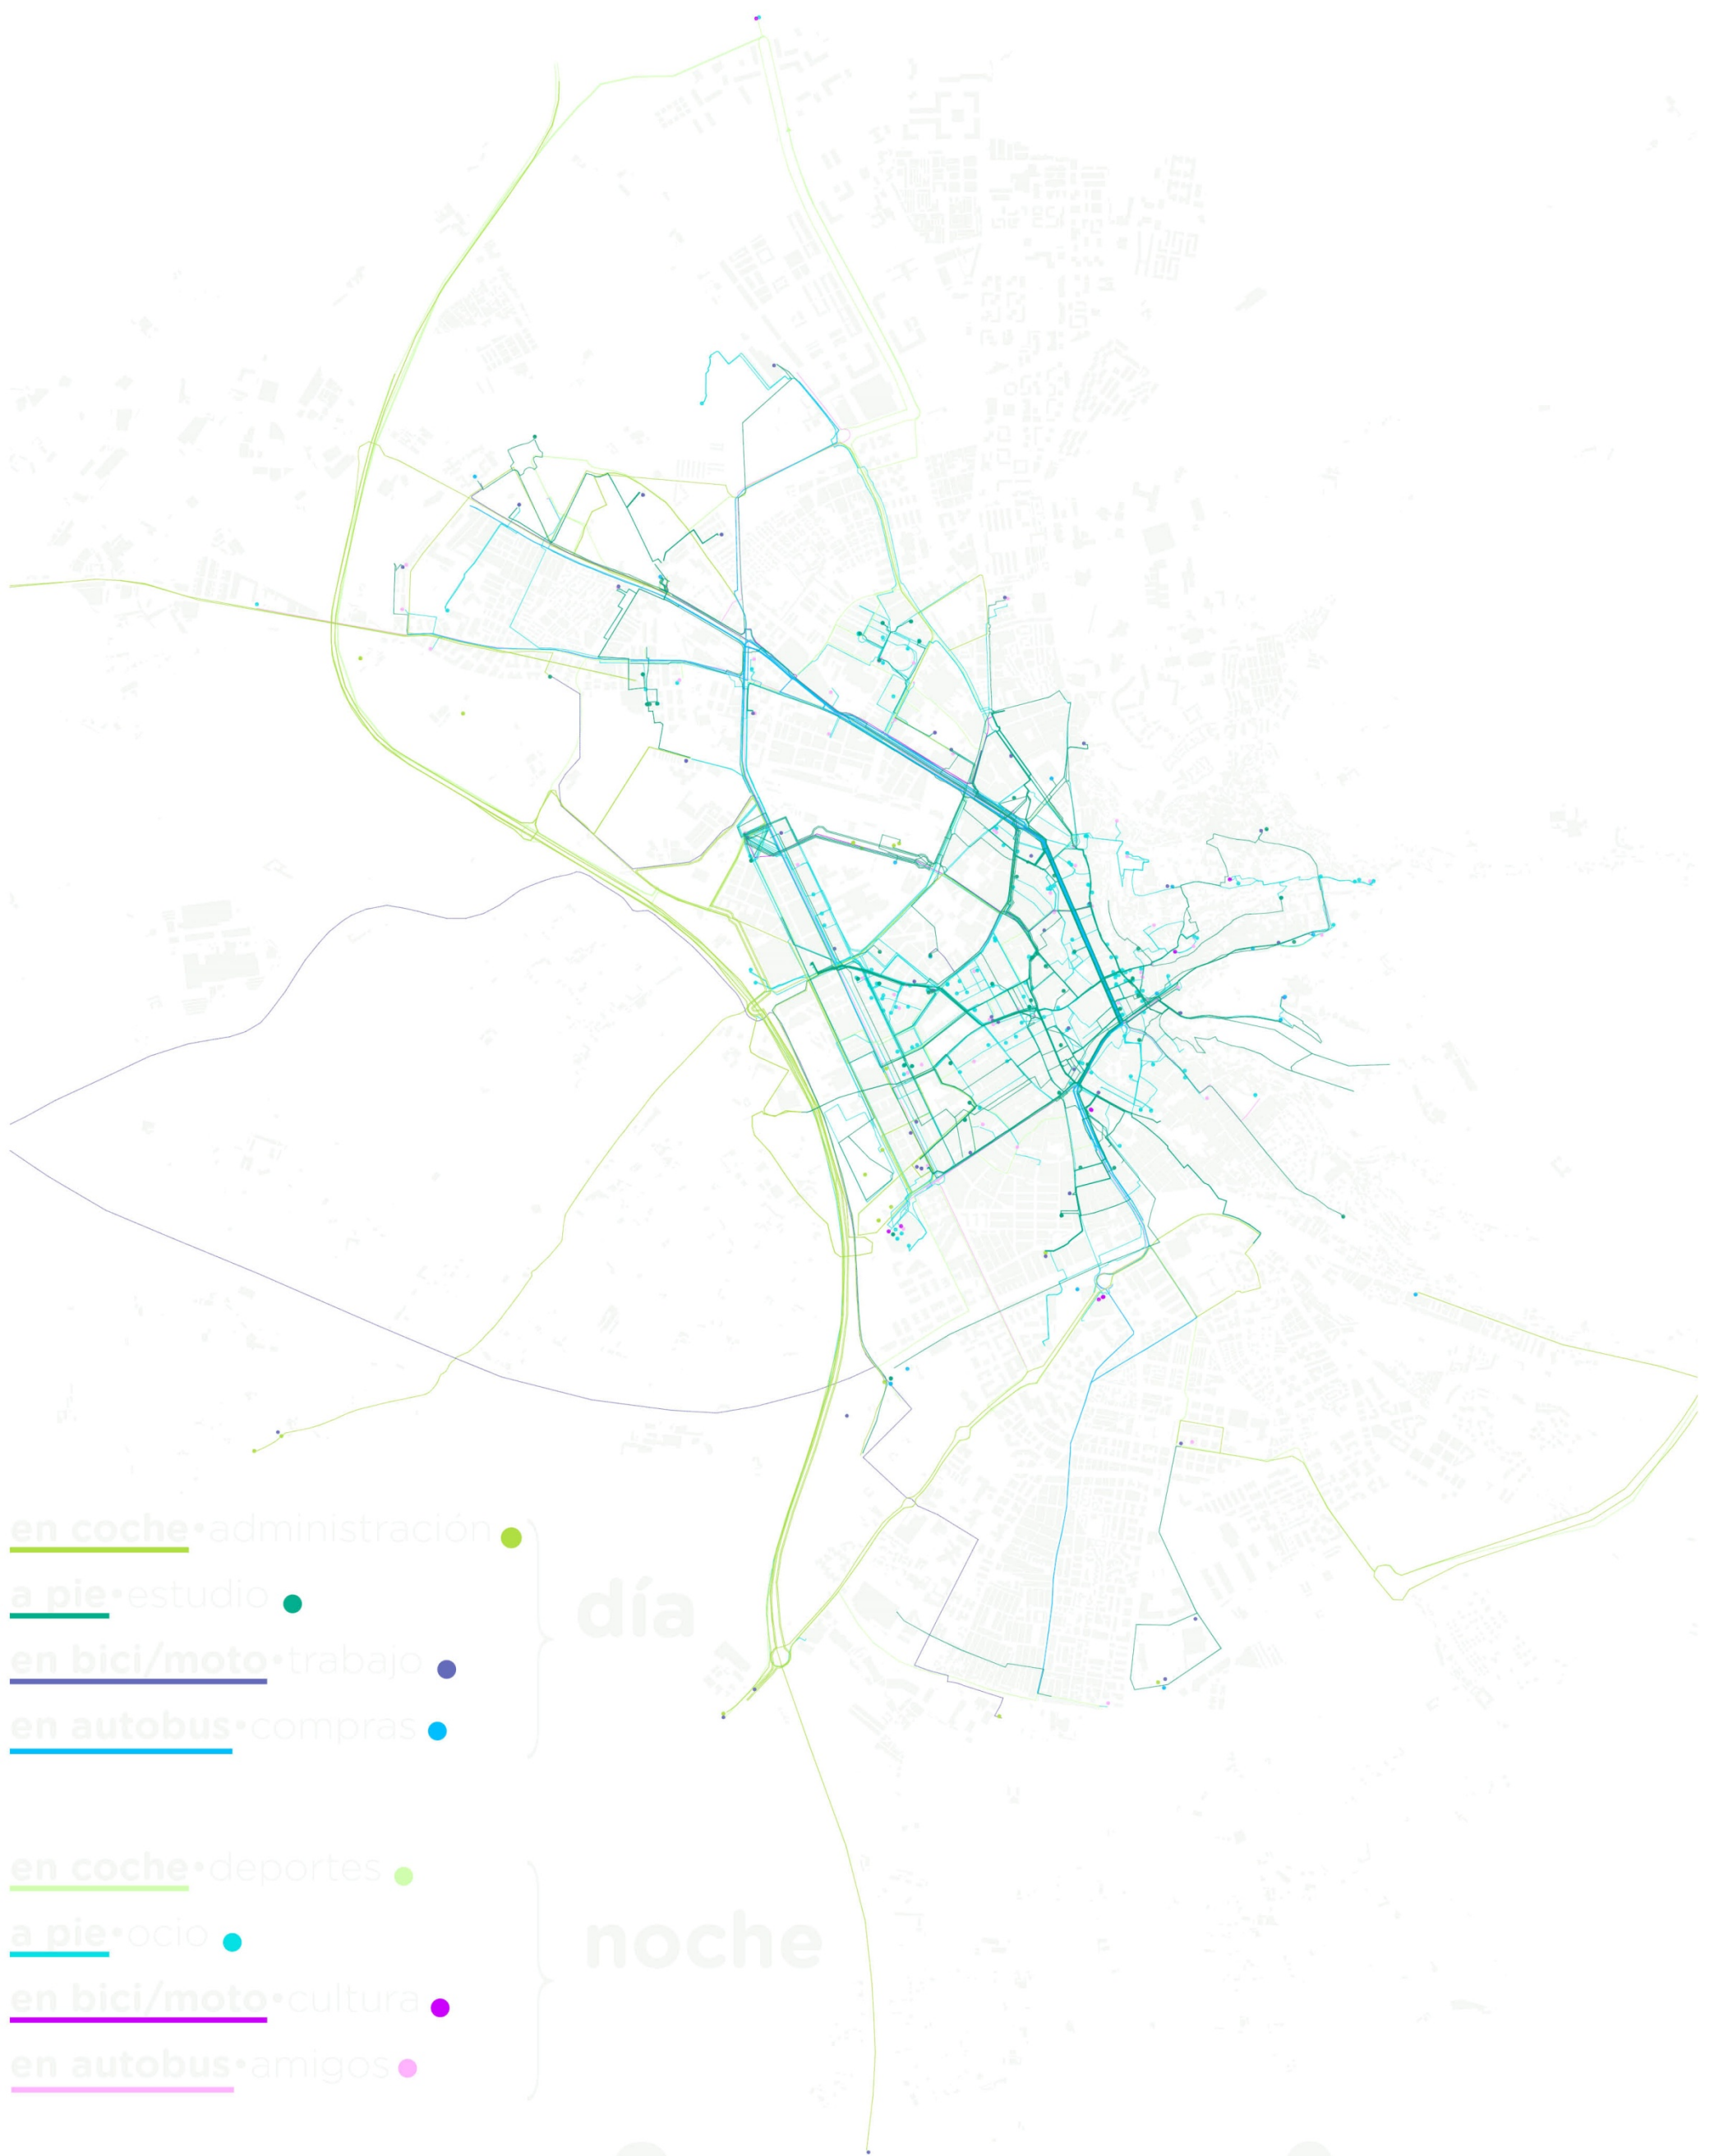 en coche•administración
a pie•estudio
en bici/moto•trabajo
en autobus•compras
día
en coche•deportes
a pie•ocio
en bici/moto•cultura
en autobus•amigos
noche